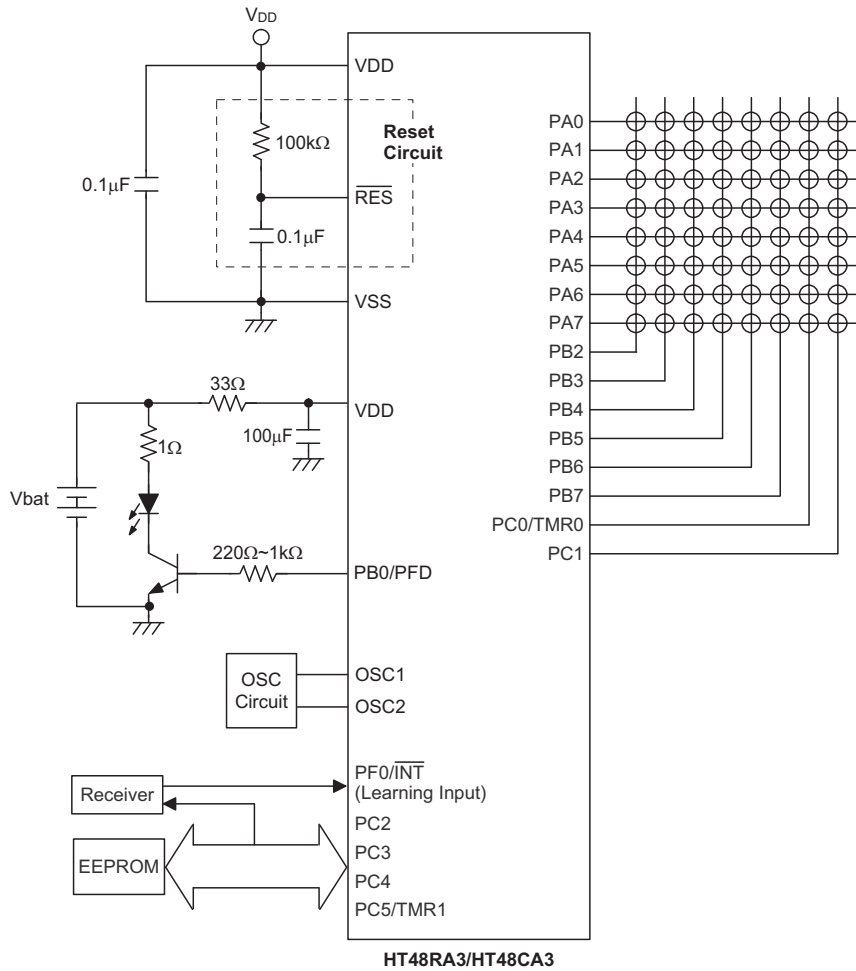 VDD
VDD
Reset
Circuit
100kΩ
0.1µF
RES
0.1µF
VSS
33Ω
VDD
100µF
1Ω
Vbat
220Ω~1kΩ
PB0/PFD
OSC
Circuit
OSC1
OSC2
PF0/INT
(Learning Input)
Receiver
PC2
PC3
EEPROM
PC4
PC5/TMR1
PA0
PA1
PA2
PA3
PA4
PA5
PA6
PA7
PB2
PB3
PB4
PB5
PB6
PB7
PC0/TMR0
PC1
HT48RA3/HT48CA3